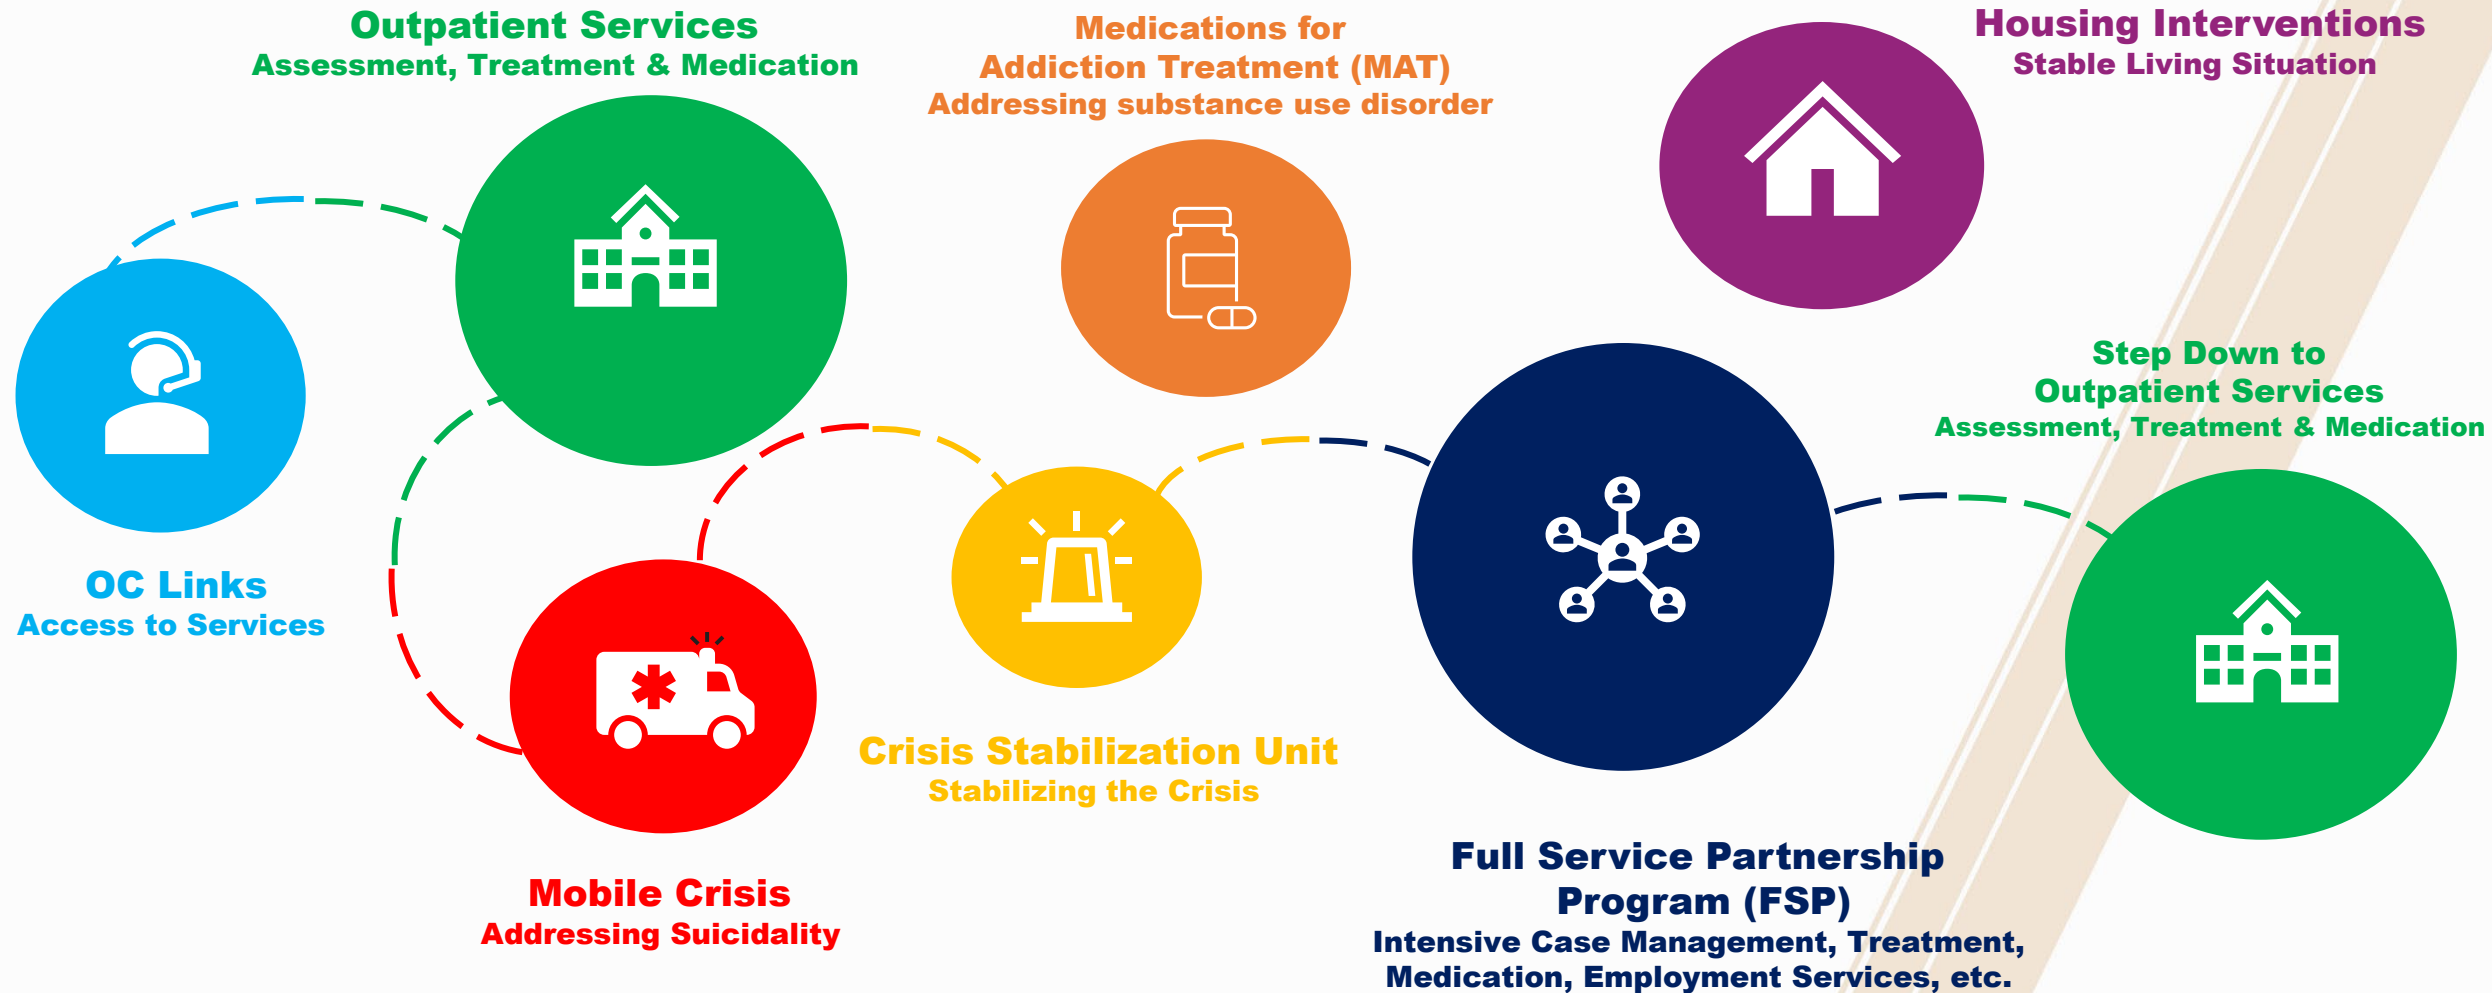 Outpatient Services
Assessment, Treatment & Medication
Medications for
Addiction Treatment (MAT)
Addressing substance use disorder
Housing Interventions
Stable Living Situation
Step Down to
Outpatient Services
Assessment, Treatment & Medication
OC Links
Access to Services
Crisis Stabilization Unit
Stabilizing the Crisis
Mobile Crisis
Addressing Suicidality
Full Service Partnership
Program (FSP)
Intensive Case Management, Treatment,
Medication, Employment Services, etc.